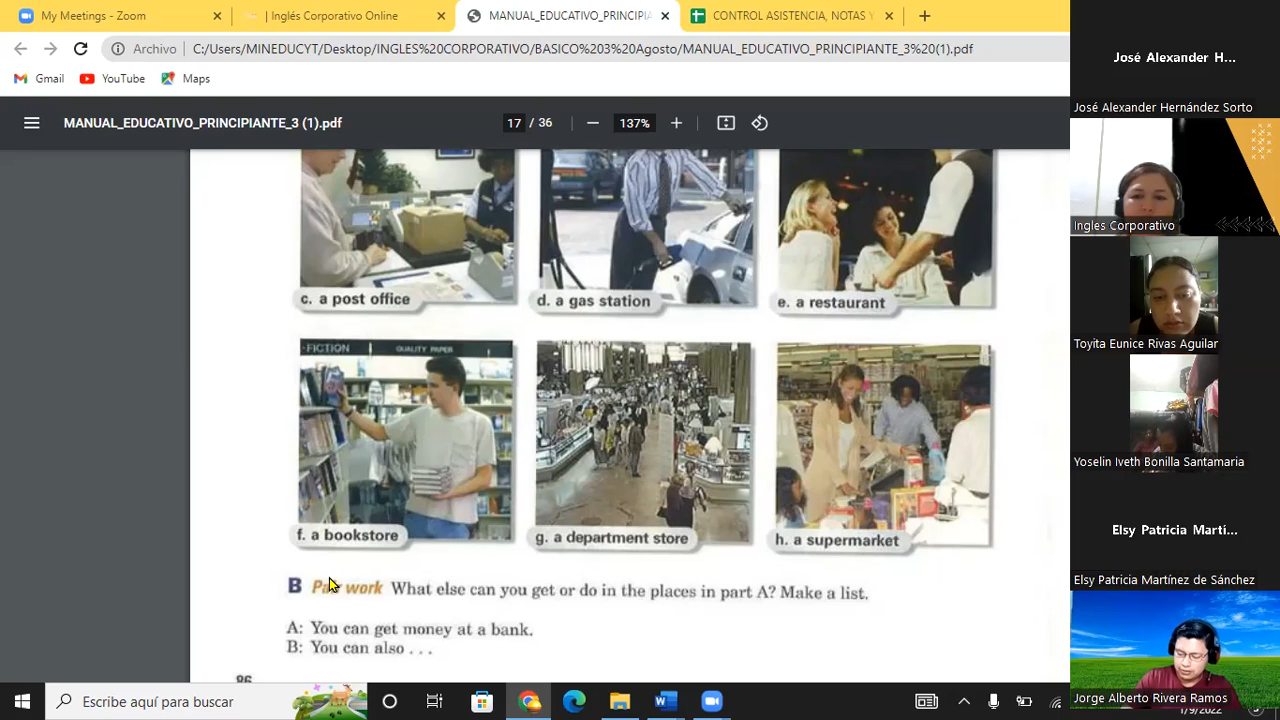 My Meetings - Zoom
| Inglés Corporativo Online
MANUAL_EDUCATIVO_PRINCIPIA
CONTROL ASISTENCIA, NOTAS Y
Archivo
C:/Users/MINEDUCYT/Desktop/INGLES%20CORPORATIVO/BASICO%203%20Agosto/MANUAL_EDUCATIVO_PRINCIPIANTE_3%20(1).pdf
Gmail
YouTube
Maps
MANUAL_EDUCATIVO_PRINCIPIANTE_3 (1).pdf
17 / 36
137%
c. a post office
d. a gas station
e. a restaurant
FICTION
QUALITY PAPER
f. a bookstore
g. a department store
h. a supermarket
B work What else can you get or do in the places in part A? Make a list.
A: You can get money at a bank.
B: You can also . . .
86
Escribe aquí para buscar
José Alexander H...
José Alexander Hernández Sorto
Ingles Corporativo
Toyita Eunice Rivas Aguilar
Yoselin Iveth Bonilla Santamaria
Elsy Patricia Martí...
Elsy Patricia Martínez de Sánchez
Jorge Alberto Rivera Ramos
1/9/2022